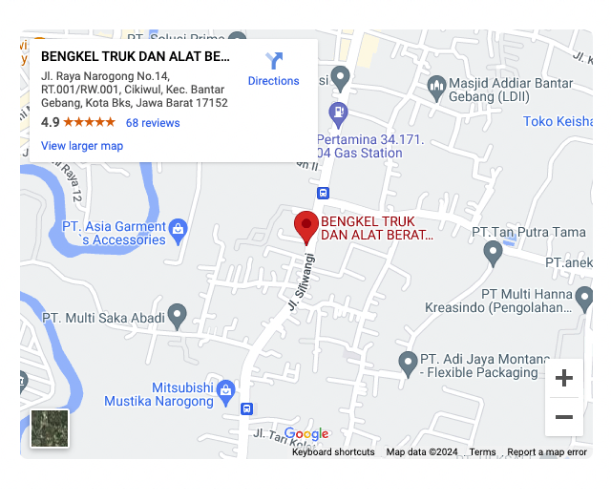 PT. Solusi Prima
BENGKEL TRUK DAN ALAT BE...
Jl. Raya Narogong No.14,
RT.001/RW.001, Cikiwul, Kec. Bantar
Gebang, Kota Bks, Jawa Barat 17152
4.9 ★★★★★ 68 reviews
View larger map
Directions
Masjid Addiar Bantar
Gebang (LDII)
Toko Keisha
Pertamina 34.171.
04 Gas Station
Raya 12
PT. Asia Garment
`s Accessories
BENGKEL TRUK
DAN ALAT BERAT...
PT.Tan Putra Tama
PT.anek
Jl. Siliwangi
PT Multi Hanna
Kreasindo (Pengolahan...
PT. Multi Saka Abadi
PT. Adi Jaya Montana
- Flexible Packaging
Mitsubishi
Mustika Narogong
+
−
Jl. Tari Kol
Google
Keyboard shortcuts Map data ©2024 Terms Report a map error